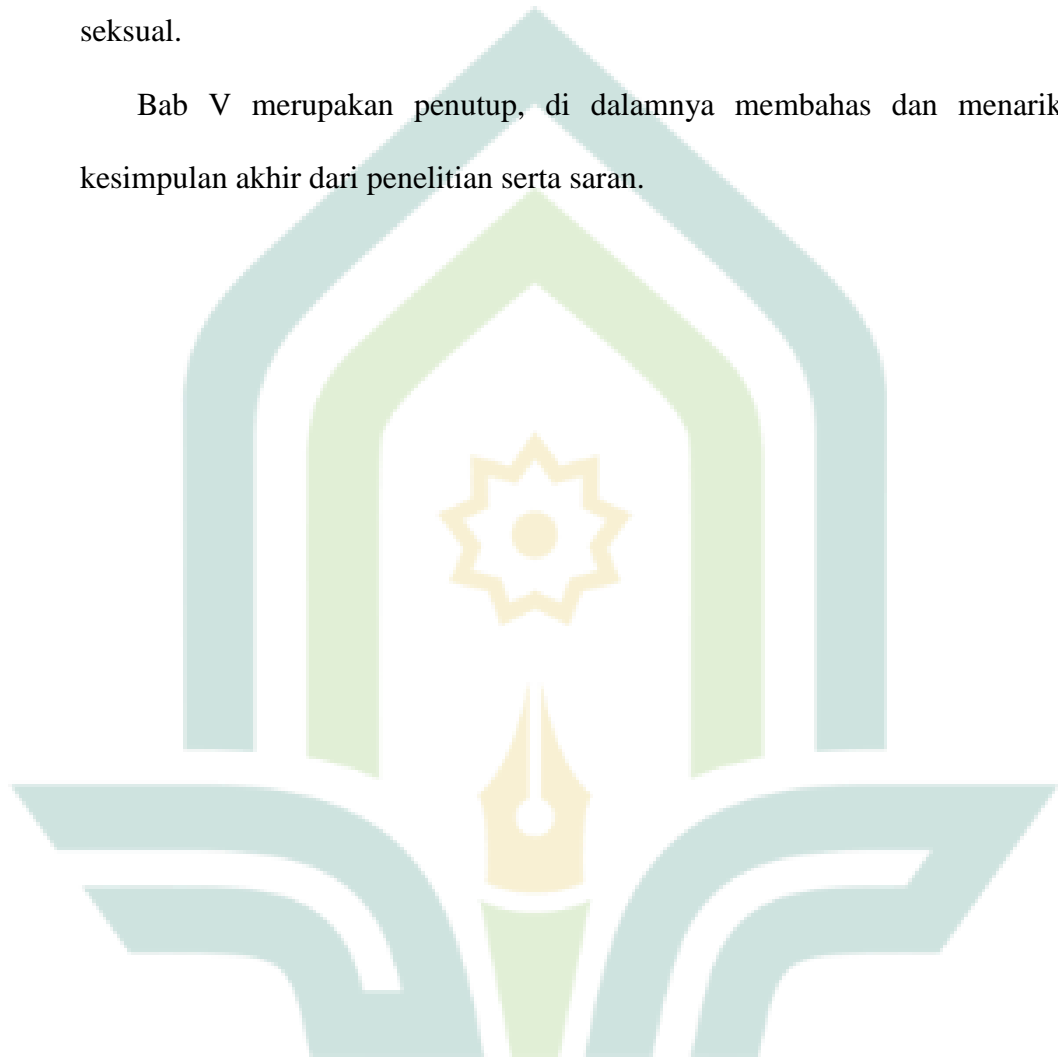 seksual.
Bab V merupakan penutup, di dalamnya membahas dan menarik
kesimpulan akhir dari penelitian serta saran.